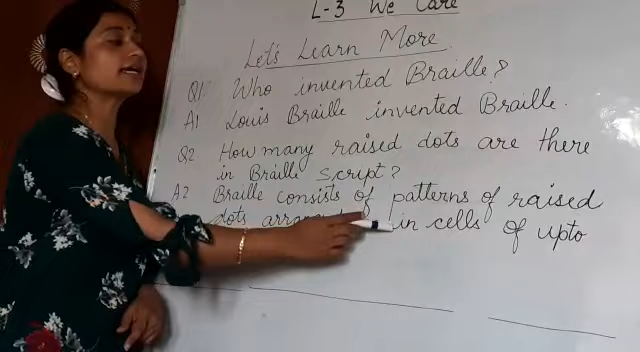 L-3 We Care
Let's Learn More
Q1 Who invented Braille?
A1 Louis Braille invented Braille.
Q2 How many raised dots are there
in Braille Script?
A2 Braille consists of patterns of raised
dots in cells of upto